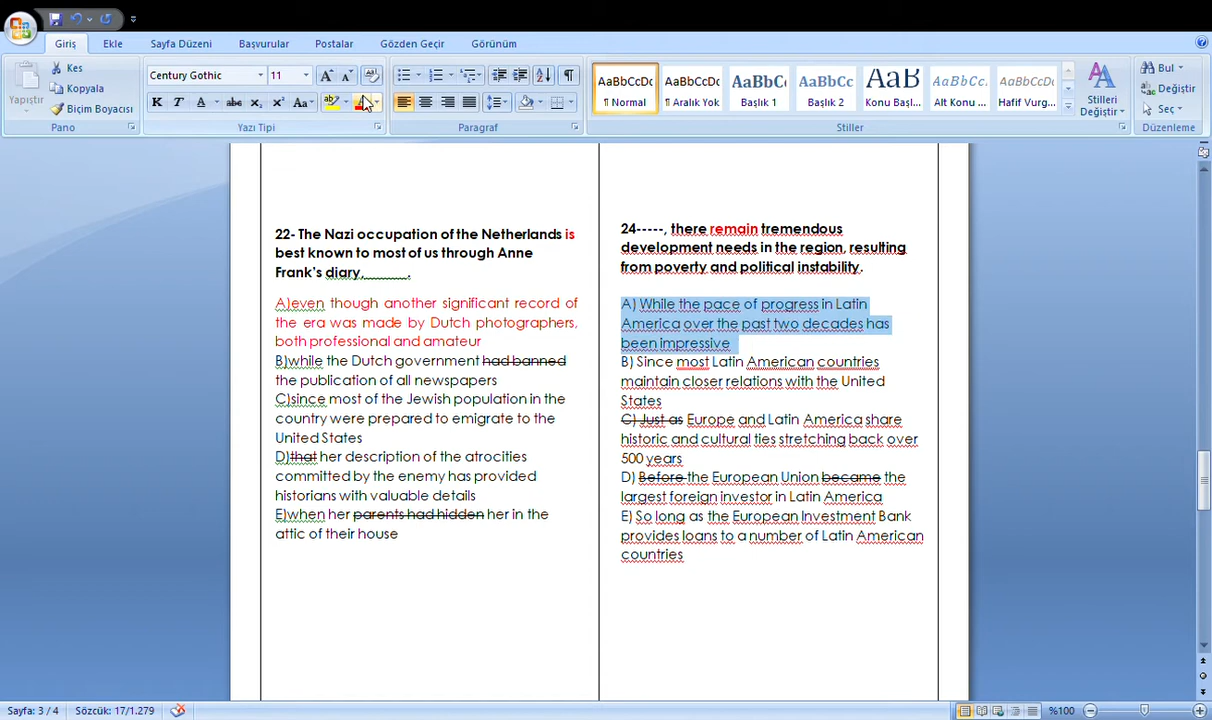 Giriş Ekle Sayfa Düzeni Başvurular Postalar Gözden Geçir Görünüm
Yapıştır
Kes
Kopyala
Biçim Boyacısı
Pano
Century Gothic 11
Yazı Tipi
Paragraf
AaBbCcDc AaBbCcDc AaBbC AaBbCc AaB AaBbCcL AaBbCcDc
¶ Normal ¶ Aralık Yok Başlık 1 Başlık 2 Konu Başl... Alt Konu ... Hafif Vurg...
Stilleri
Değiştir
Stiller
Bul
Değiştir
Seç
Düzenleme
22- The Nazi occupation of the Netherlands is
best known to most of us through Anne
Frank's diary,______.
A)even though another significant record of
the era was made by Dutch photographers,
both professional and amateur
B)while the Dutch government had banned
the publication of all newspapers
C)since most of the Jewish population in the
country were prepared to emigrate to the
United States
D)that her description of the atrocities
committed by the enemy has provided
historians with valuable details
E)when her parents had hidden her in the
attic of their house
24-----, there remain tremendous
development needs in the region, resulting
from poverty and political instability.
A) While the pace of progress in Latin
America over the past two decades has
been impressive
B) Since most Latin American countries
maintain closer relations with the United
States
C) Just as Europe and Latin America share
historic and cultural ties stretching back over
500 years
D) Before the European Union became the
largest foreign investor in Latin America
E) So long as the European Investment Bank
provides loans to a number of Latin American
countries
Sayfa: 3 / 4 Sözcük: 17/1.279 %100